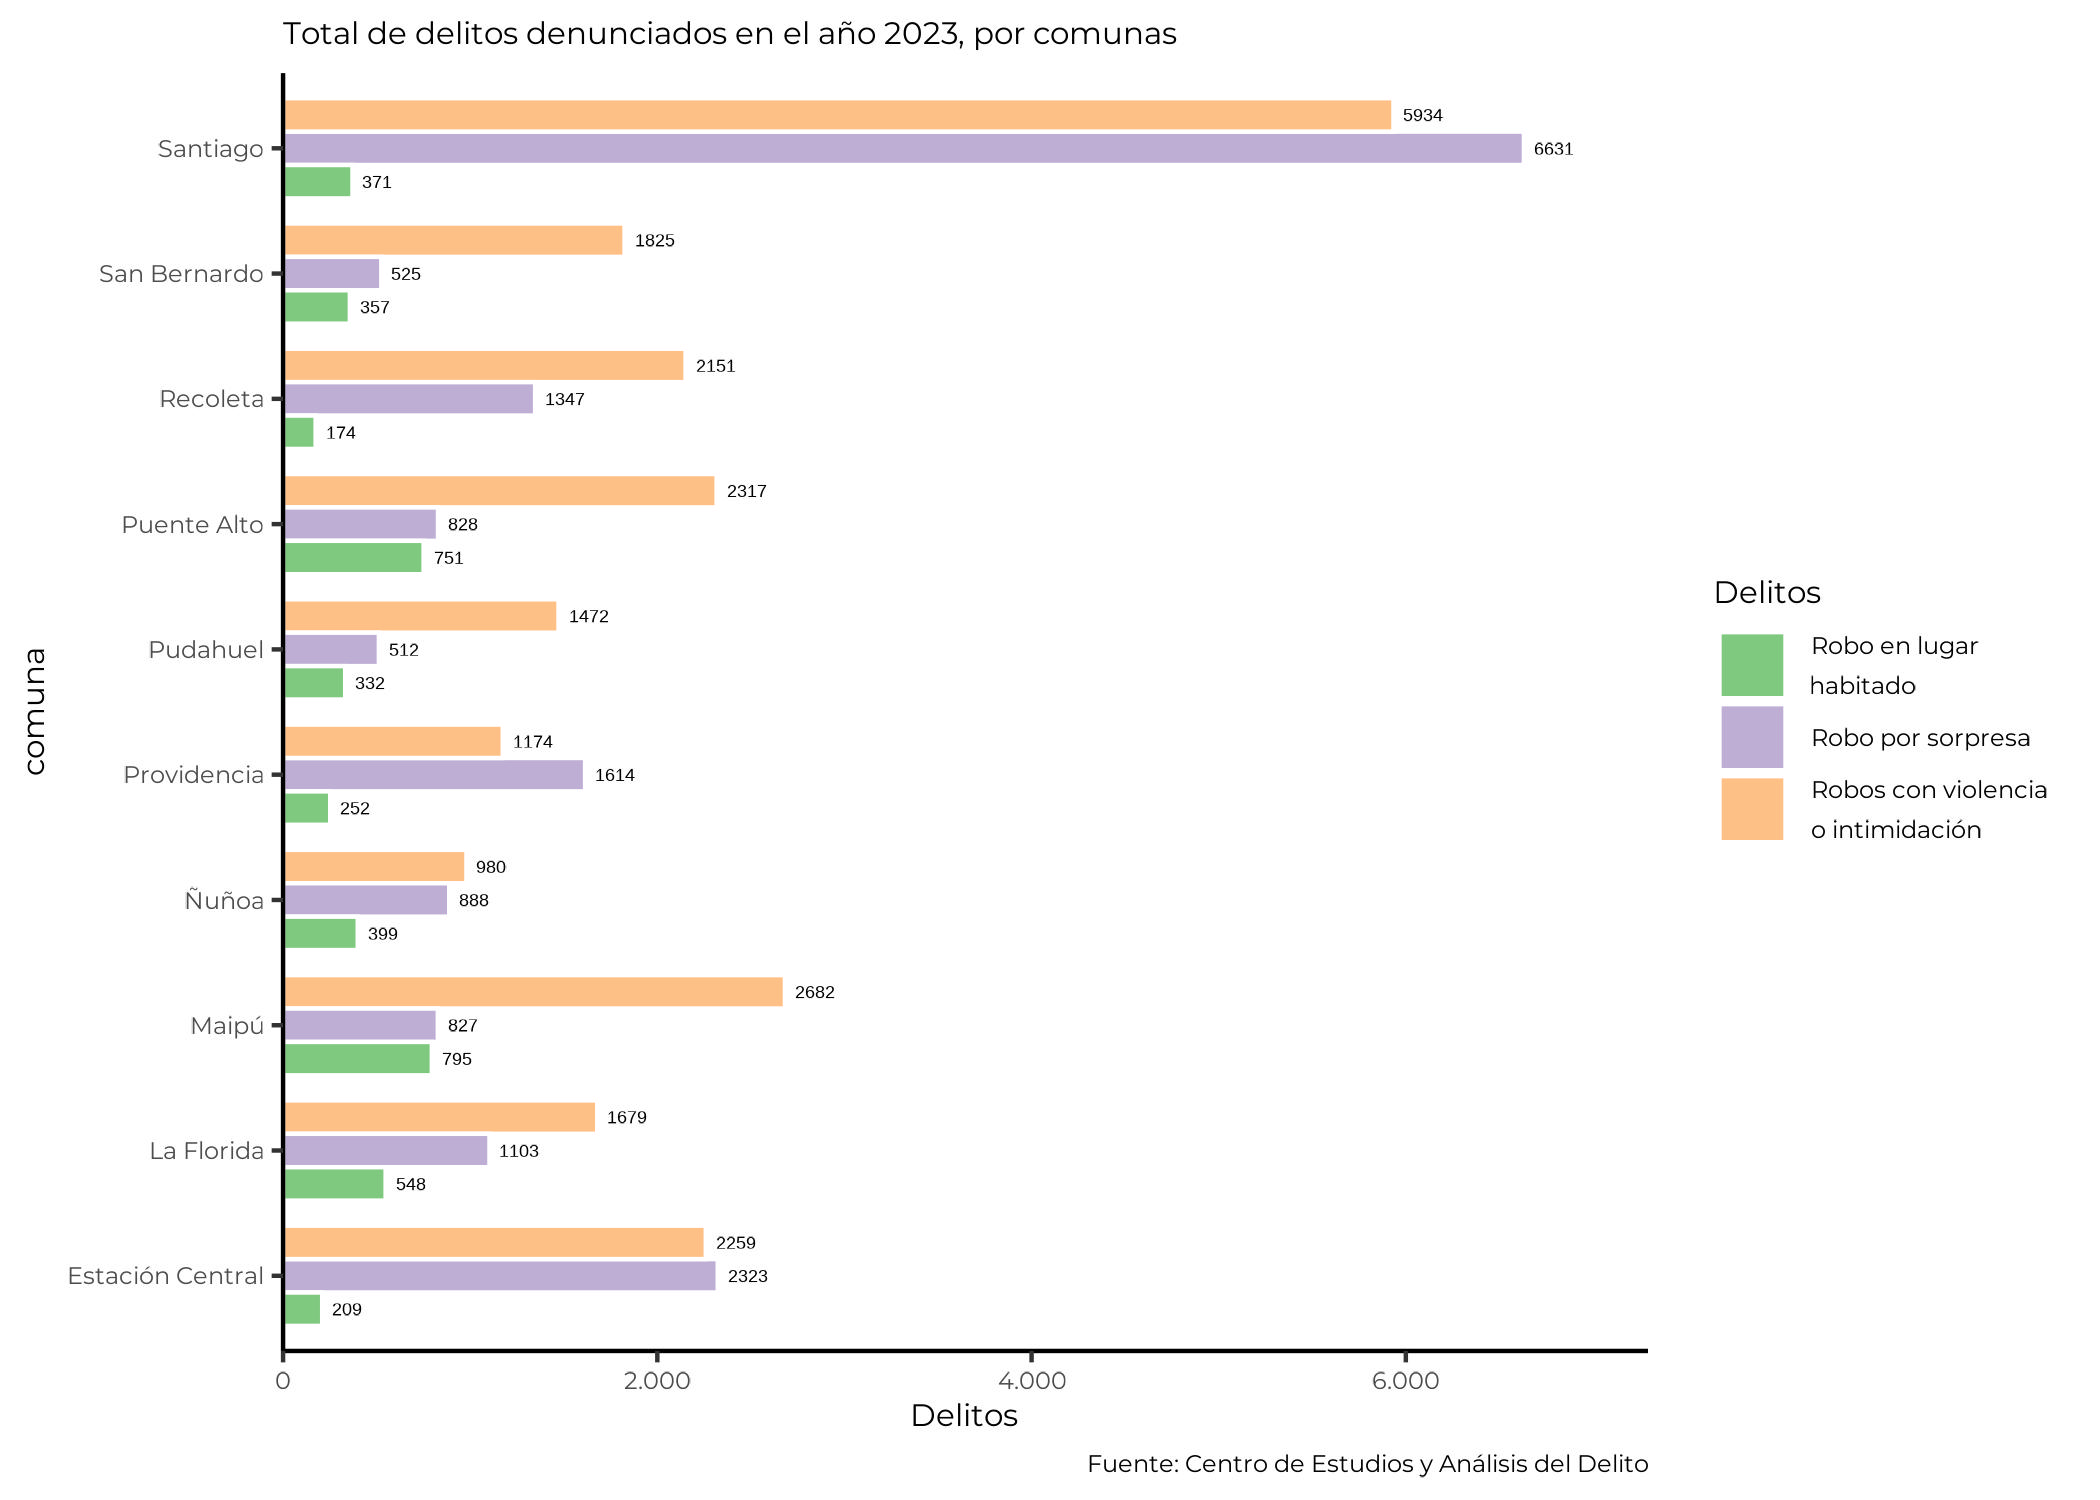 Total de delitos denunciados en el año 2023, por comunas
comuna
Santiago
5934
6631
371
San Bernardo
1825
525
357
Recoleta
2151
1347
174
Puente Alto
2317
828
751
Pudahuel
1472
512
332
Providencia
1174
1614
252
Ñuñoa
980
888
399
Maipú
2682
827
795
La Florida
1679
1103
548
Estación Central
2259
2323
209
0
2.000
4.000
6.000
Delitos
Delitos
Robo en lugar
habitado
Robo por sorpresa
Robos con violencia
o intimidación
Fuente: Centro de Estudios y Análisis del Delito